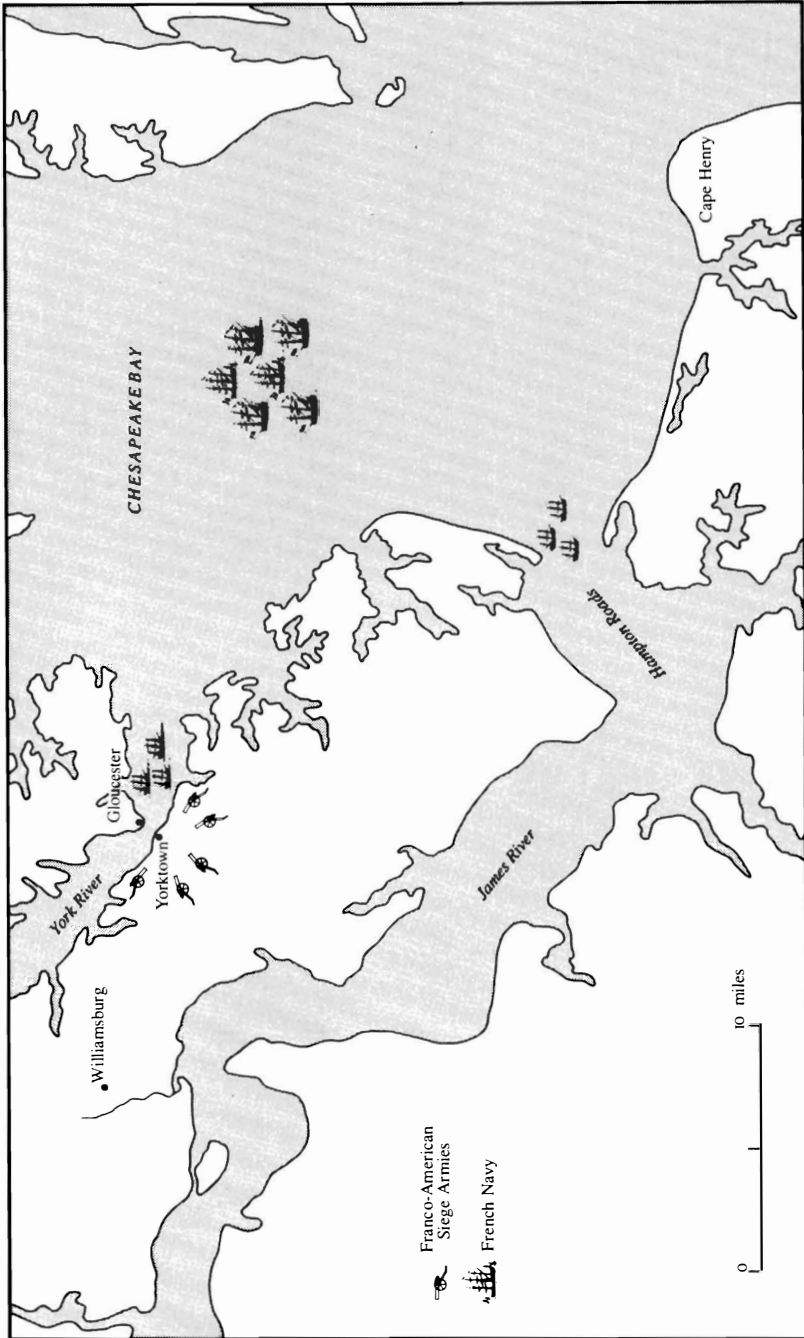 CHESAPEAKE BAY
Gloucester
York River
Yorktown
Williamsburg
James River
Hampton Roads
Cape Henry
Franco-American
Siege Armies
French Navy
0 10 miles